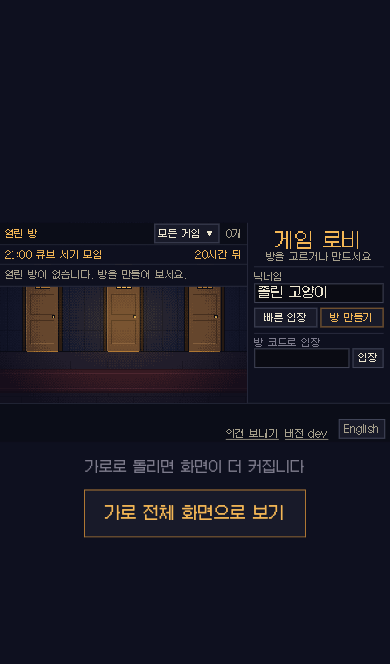 열린 방
모든 게임 ▼
0개
21:00 큐브 서기 모임
20시간 뒤
열린 방이 없습니다. 방을 만들어 보세요.
게임 로비
방을 고르거나 만드세요
닉네임
졸린 고양이
빠른 입장
방 만들기
방 코드로 입장
입장
의견 보내기
버전 dev
English
가로로 돌리면 화면이 더 커집니다
가로 전체 화면으로 보기